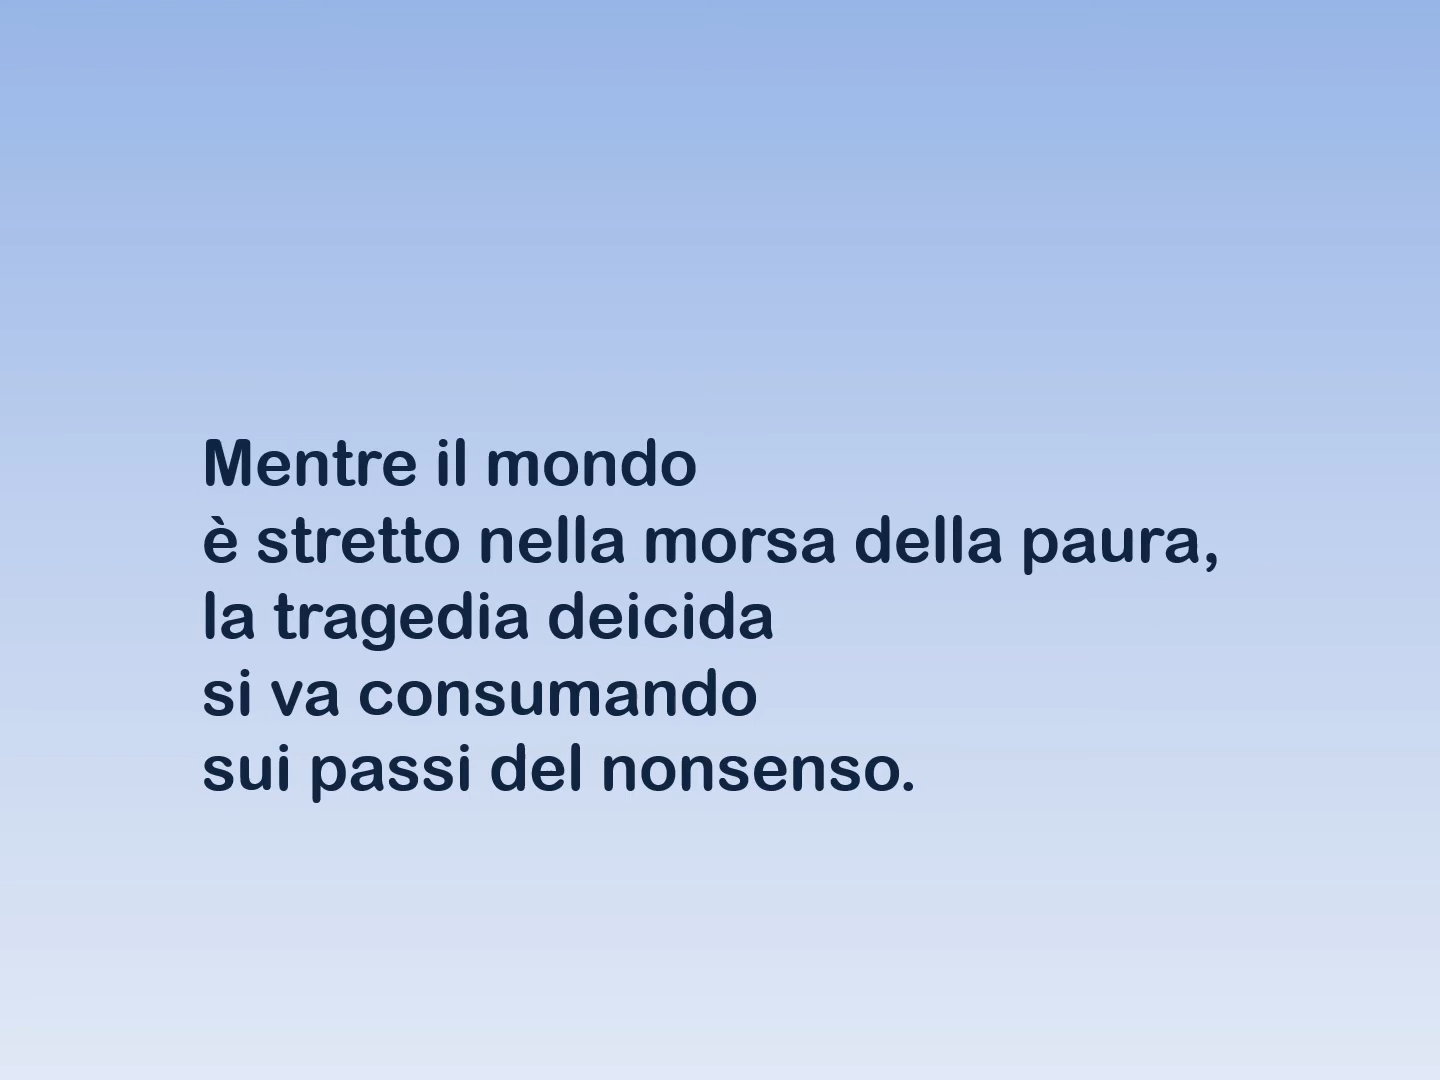 Mentre il mondo
è stretto nella morsa della paura,
la tragedia deicida
si va consumando
sui passi del nonsenso.